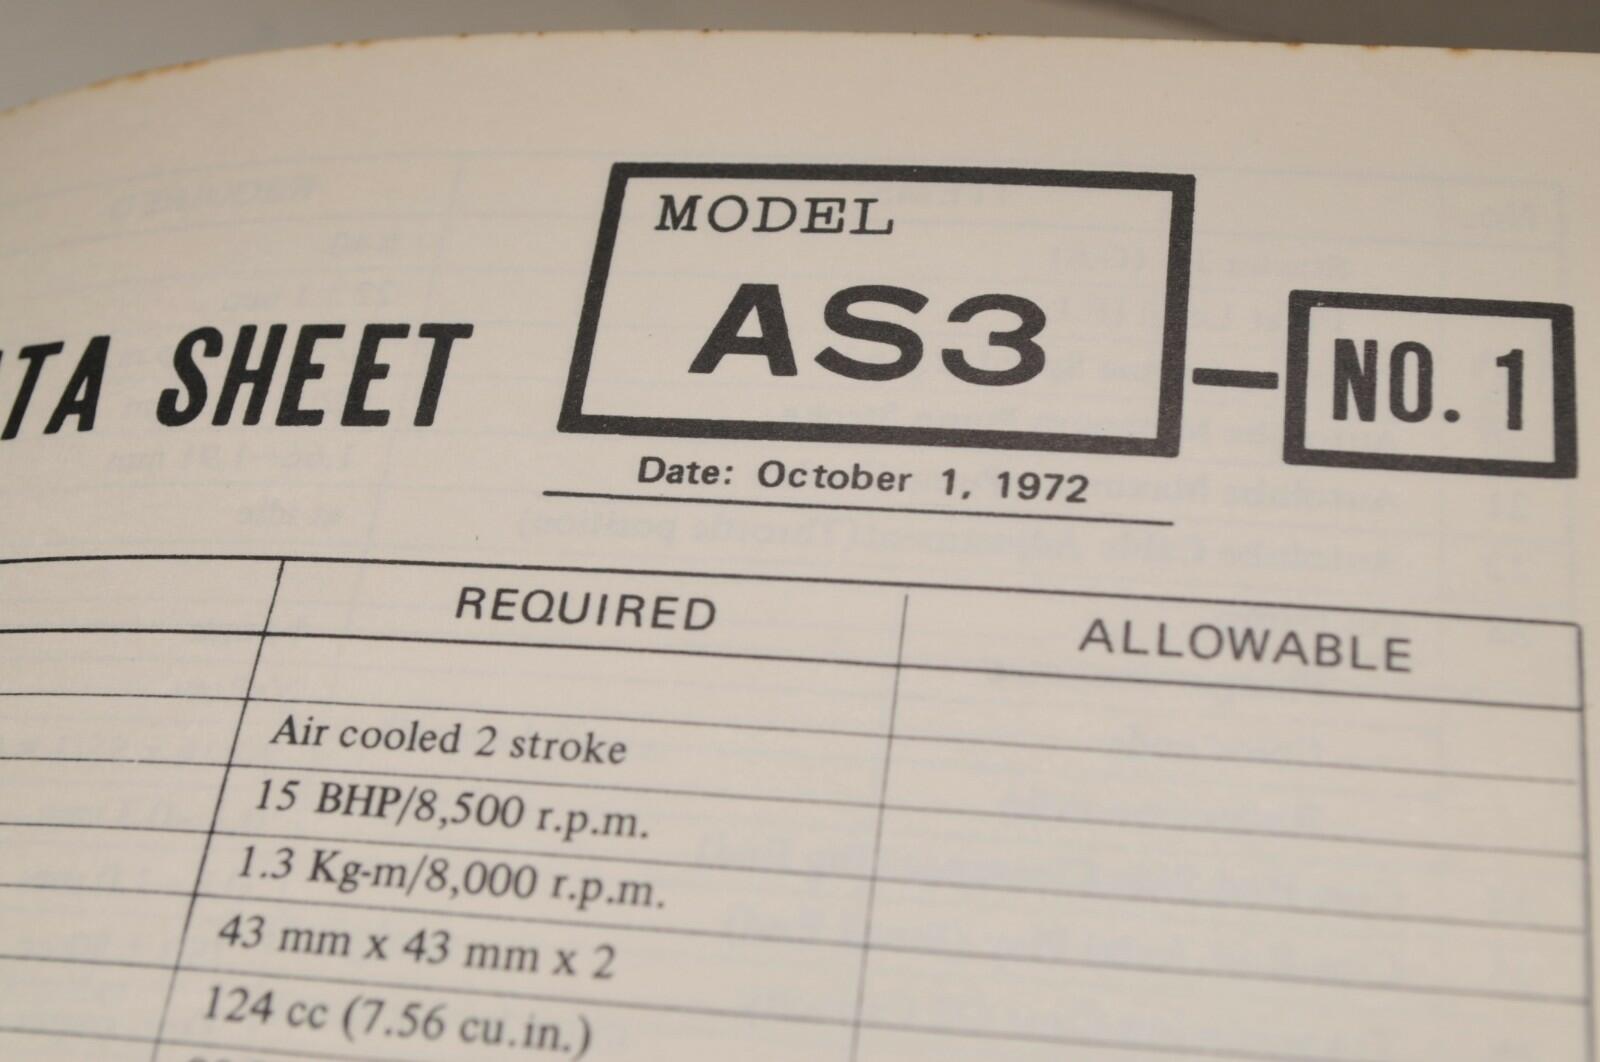 MODEL
AS3
TA SHEET
NO. 1
Date: October 1, 1972
REQUIRED ALLOWABLE
Air cooled 2 stroke
15 BHP/8,500 r.p.m.
1.3 Kg-m/8,000 r.p.m.
43 mm x 43 mm x 2
124 cc (7.56 cu.in.)